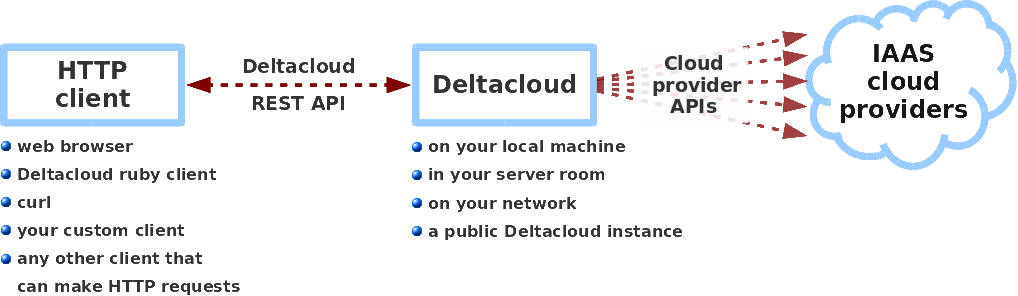 HTTP
client
Deltacloud
REST API
Deltacloud
Cloud
provider
APIs
IAAS
cloud
providers
web browser
Deltacloud ruby client
curl
your custom client
any other client that
can make HTTP requests
on your local machine
in your server room
on your network
a public Deltacloud instance